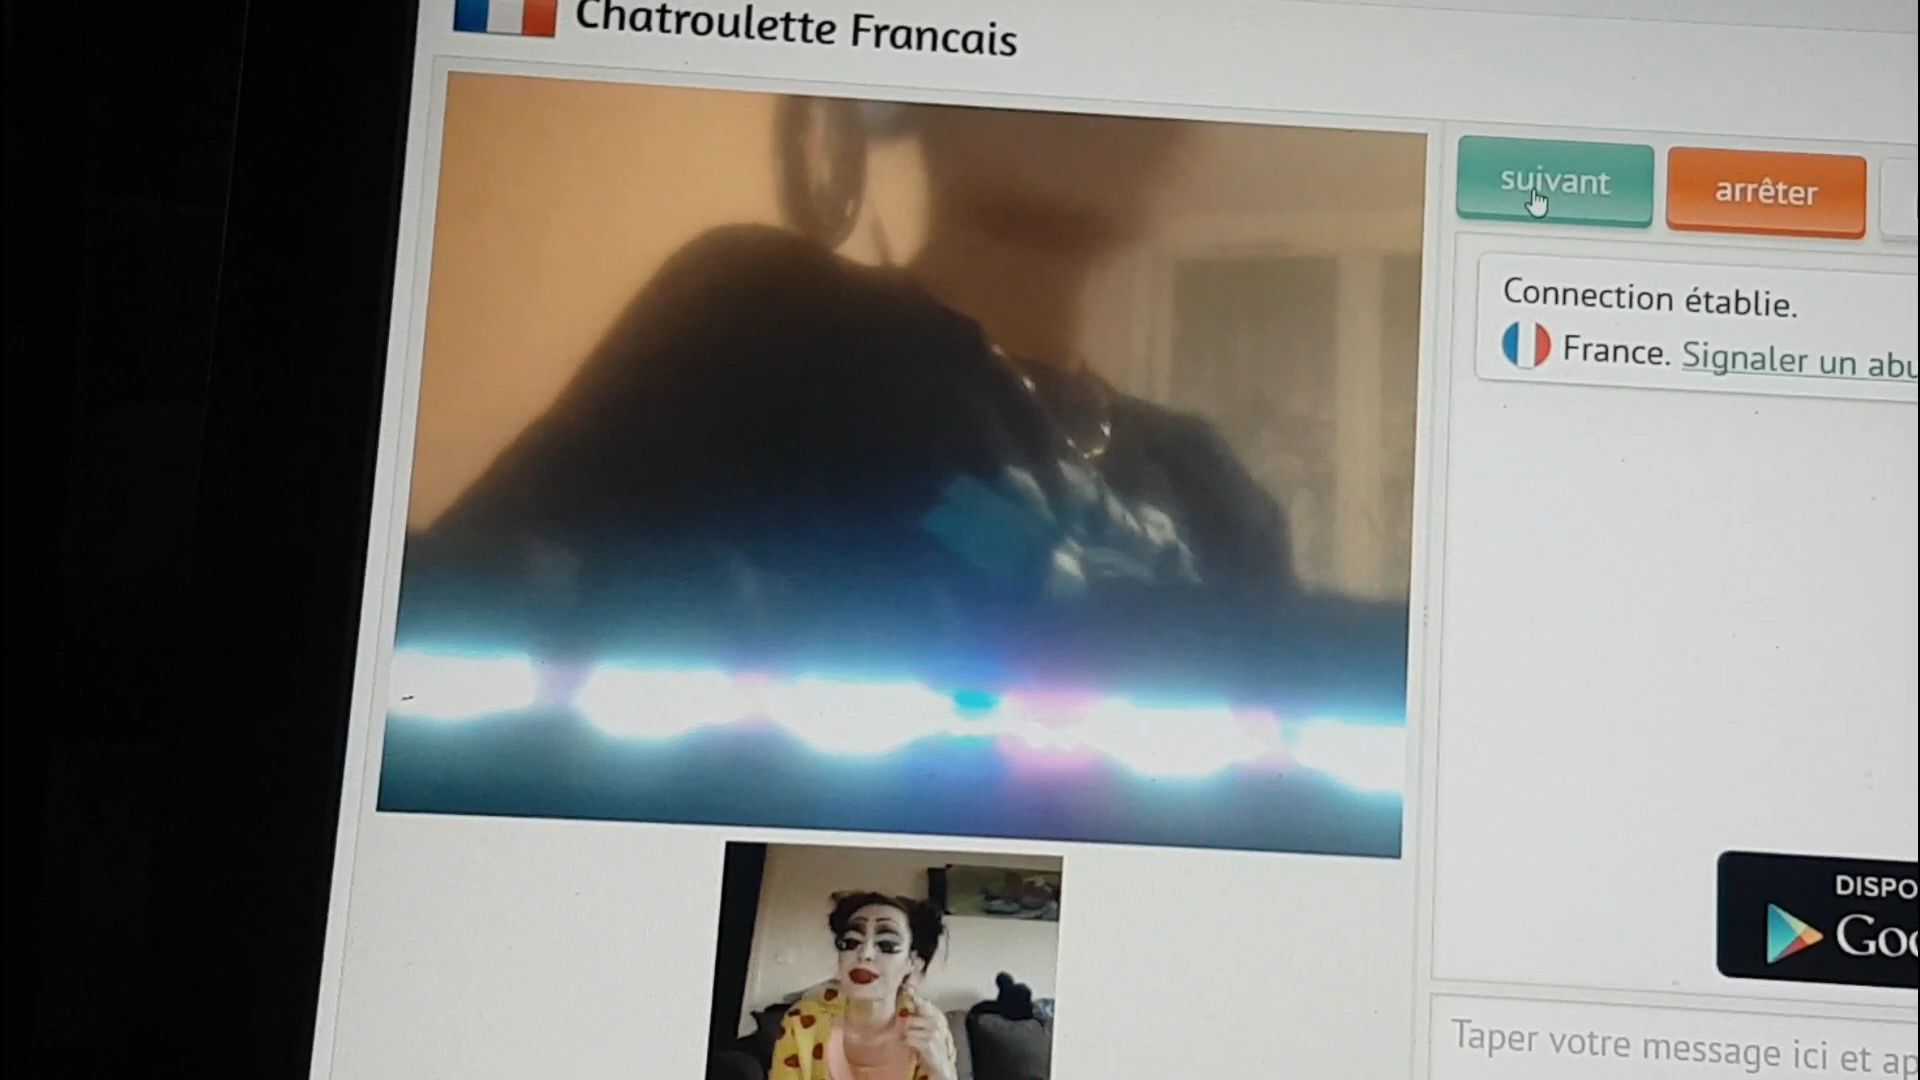 Chatroulette Francais
suivant
arrêter
Connection établie.
France. Signaler un abu
DISPO
Goo
Taper votre message ici et ap